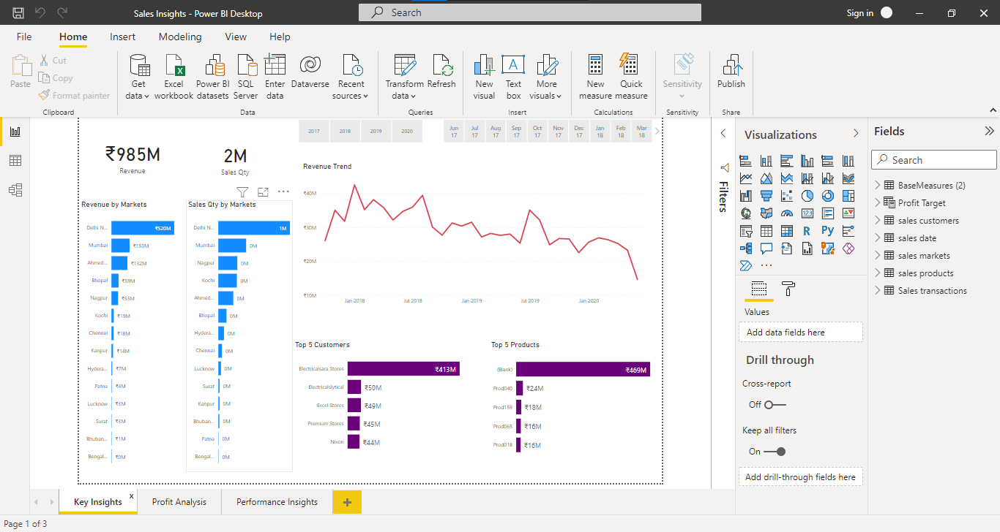 Sales Insights - Power BI Desktop
Search
Sign in
File
Home
Insert
Modeling
View
Help
Paste
Cut
Copy
Format painter
Clipboard
Get data
Excel workbook
Power BI datasets
SQL Server
Enter data
Dataverse
Recent sources
Data
Transform data
Refresh
Queries
New visual
A
Text box
More visuals
Insert
New measure
Quick measure
Calculations
Sensitivity
Sensitivity
Publish
Share
2017
2018
2019
2020
Jun 17
Jul 17
Aug 17
Sep 17
Oct 17
Nov 17
Dec 17
Jan 18
Feb 18
Mar 18
₹985M
Revenue
2M
Sales Qty
Revenue by Markets
Delhi N... ₹520M
Mumbai ₹150M
Ahmed... ₹132M
Bhopal ₹59M
Nagpur ₹55M
Kochi ₹19M
Chennai ₹18M
Kanpur ₹14M
Hydera... ₹7M
Patna ₹4M
Lucknow ₹3M
Surat ₹3M
Bhuban... ₹1M
Bengal... ₹0M
Sales Qty by Markets
Delhi N... 1M
Mumbai 0M
Nagpur 0M
Kochi 0M
Ahmed... 0M
Bhopal 0M
Hydera... 0M
Chennai 0M
Lucknow 0M
Surat 0M
Kanpur 0M
Bhuban... 0M
Patna 0M
Bengal... 0M
Revenue Trend
₹40M
₹30M
₹20M
₹10M
Jan 2018
Jul 2018
Jan 2019
Jul 2019
Jan 2020
Top 5 Customers
Electricalsara Stores ₹413M
Electricalslytical ₹50M
Excel Stores ₹49M
Premium Stores ₹45M
Nixon ₹44M
Top 5 Products
(Blank) ₹469M
Prod040 ₹24M
Prod159 ₹18M
Prod065 ₹16M
Prod018 ₹16M
Filters
Visualizations
123
R
Py
Values
Add data fields here
Drill through
Cross-report
Off
Keep all filters
On
Add drill-through fields here
Fields
Search
BaseMeasures (2)
Profit Target
sales customers
sales date
sales markets
sales products
Sales transactions
Key Insights
x
Profit Analysis
Performance Insights
+
Page 1 of 3